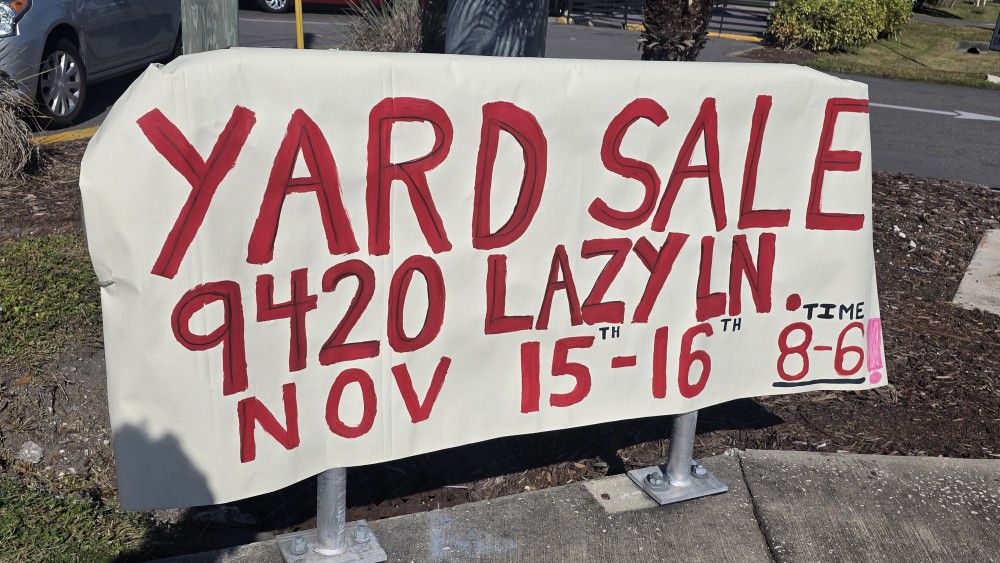 YARD SALE
9420 LAZY LN.
NOV 15TH-16TH TIME 8-6!